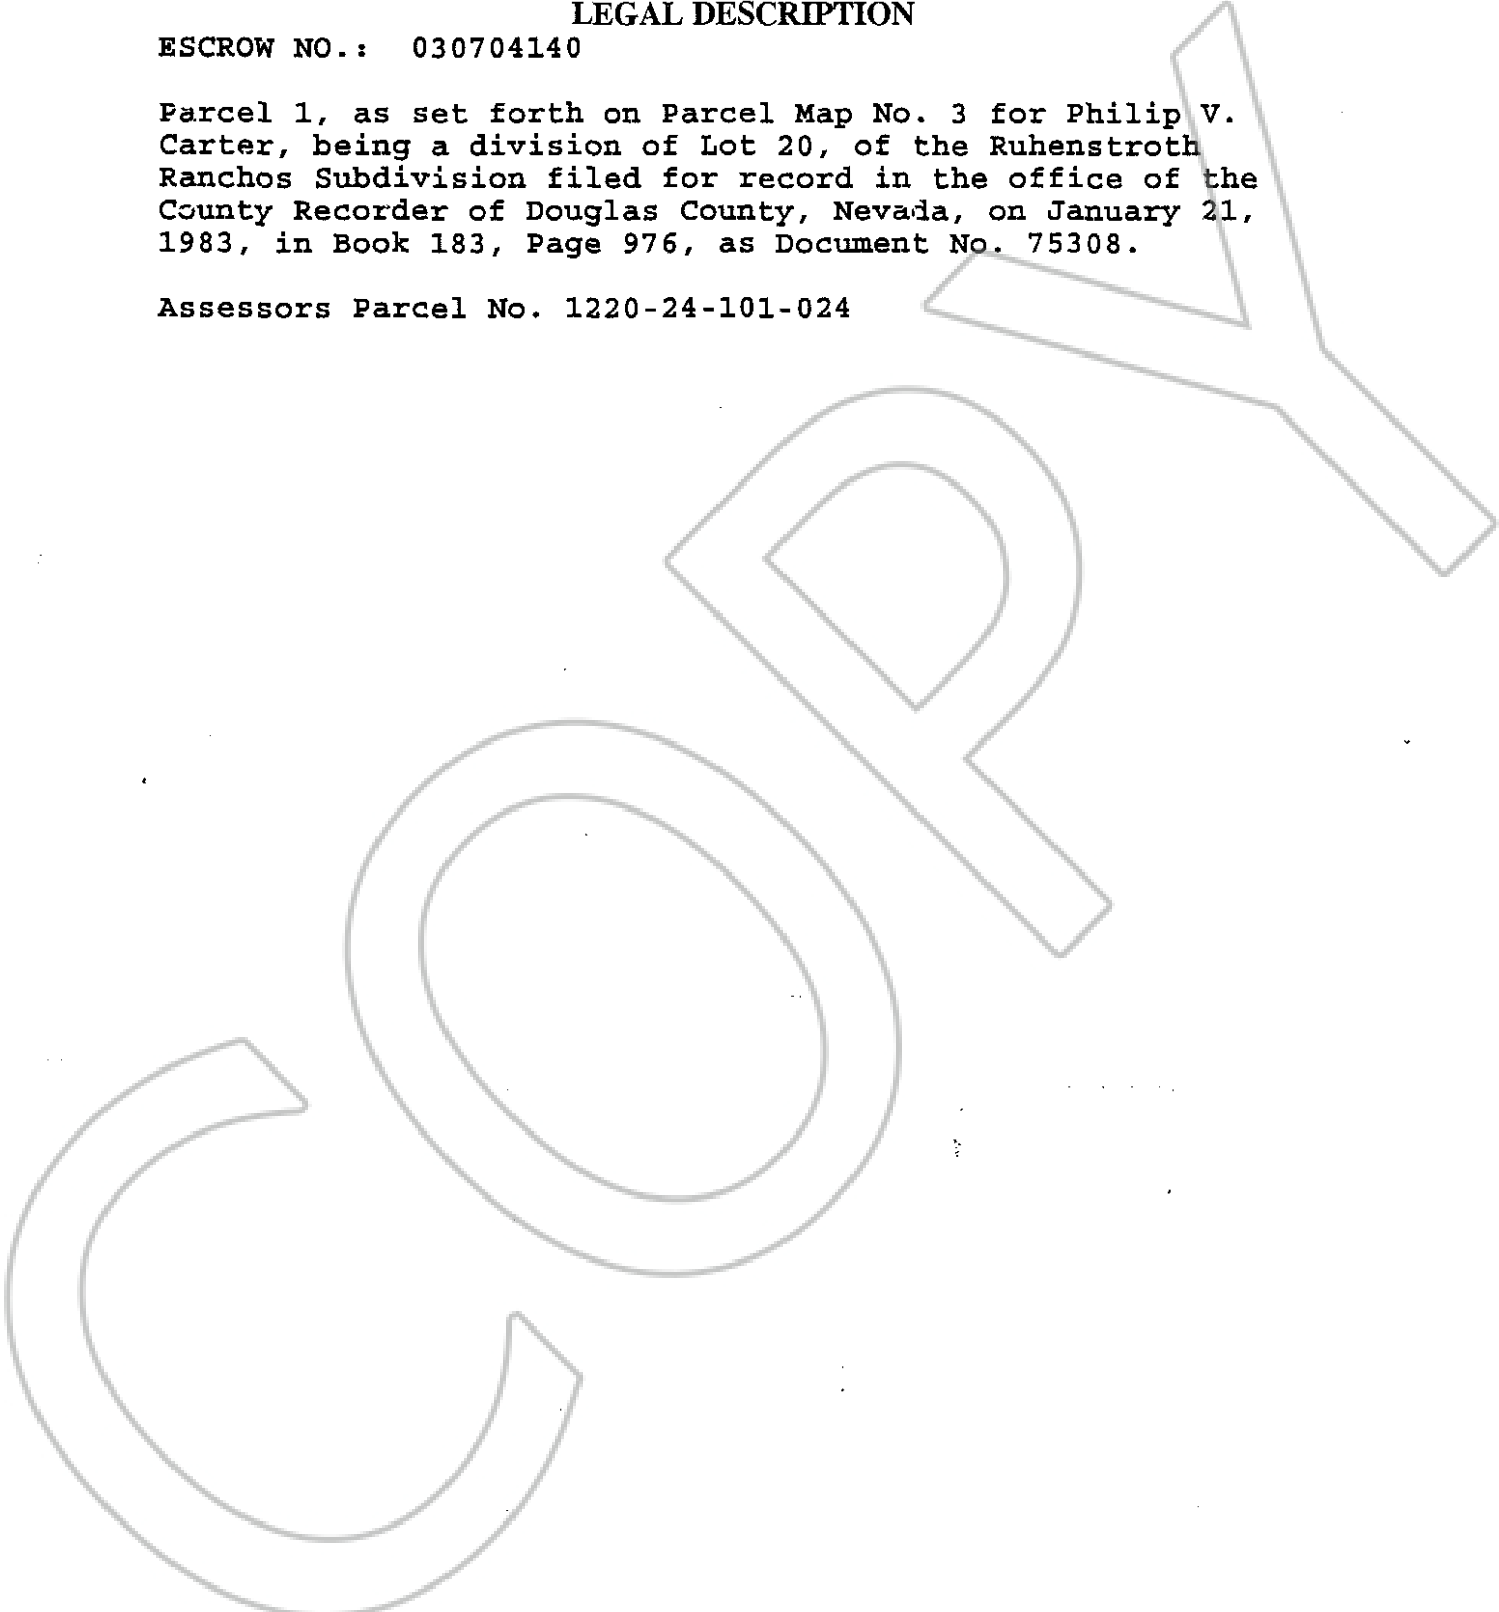 LEGAL DESCRIPTION
ESCROW NO.: 030704140
Parcel 1, as set forth on Parcel Map No. 3 for Philip V.
Carter, being a division of Lot 20, of the Ruhenstroth
Ranchos Subdivision filed for record in the office of the
County Recorder of Douglas County, Nevada, on January 21,
1983, in Book 183, Page 976, as Document No. 75308.
Assessors Parcel No. 1220-24-101-024
COPY